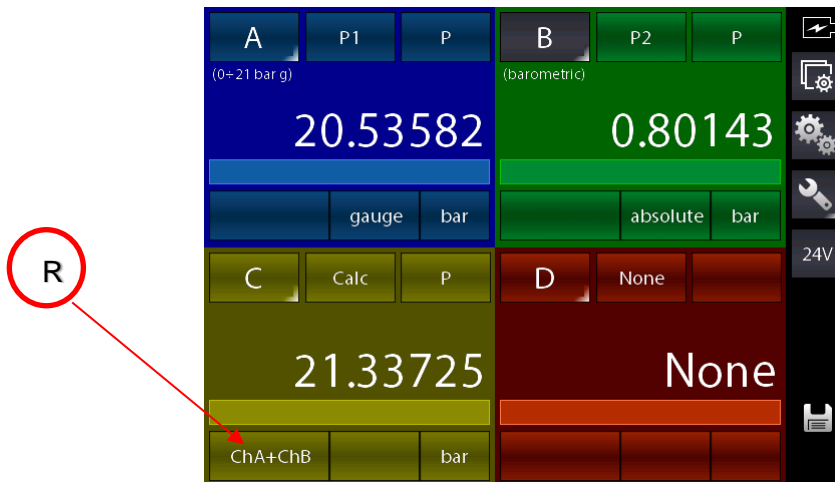 A P1 P
(0÷21 bar g)
20.53582
gauge bar
B P2 P
(barometric)
0.80143
absolute bar
C Calc P
21.33725
ChA+ChB bar
D None
None
24V
R